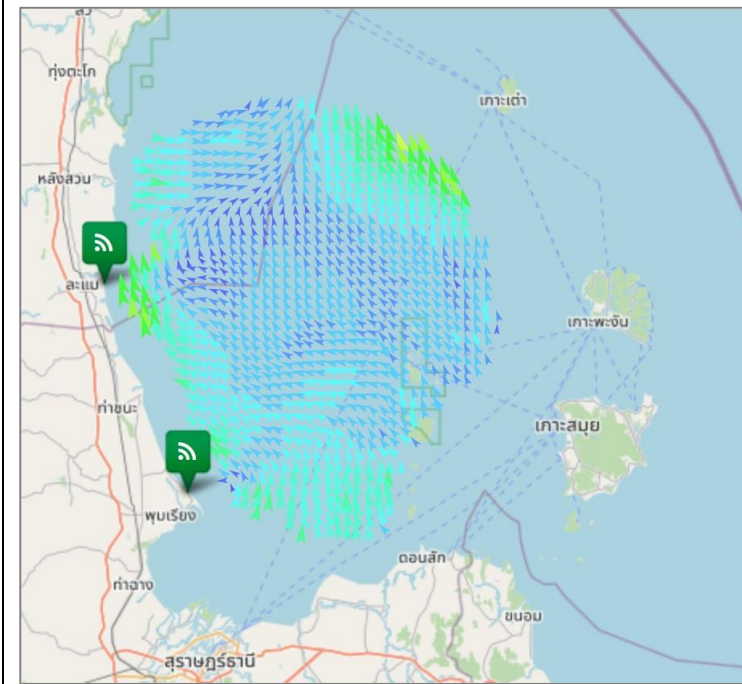 ทุ่งตะโก
เกาะเต่า
หลังสวน
ละแม
เกาะพะงัน
ท่าชนะ
เกาะสมุย
พุมเรียง
ดอนสัก
ท่าฉาง
ขนอม
สุราษฎร์ธานี